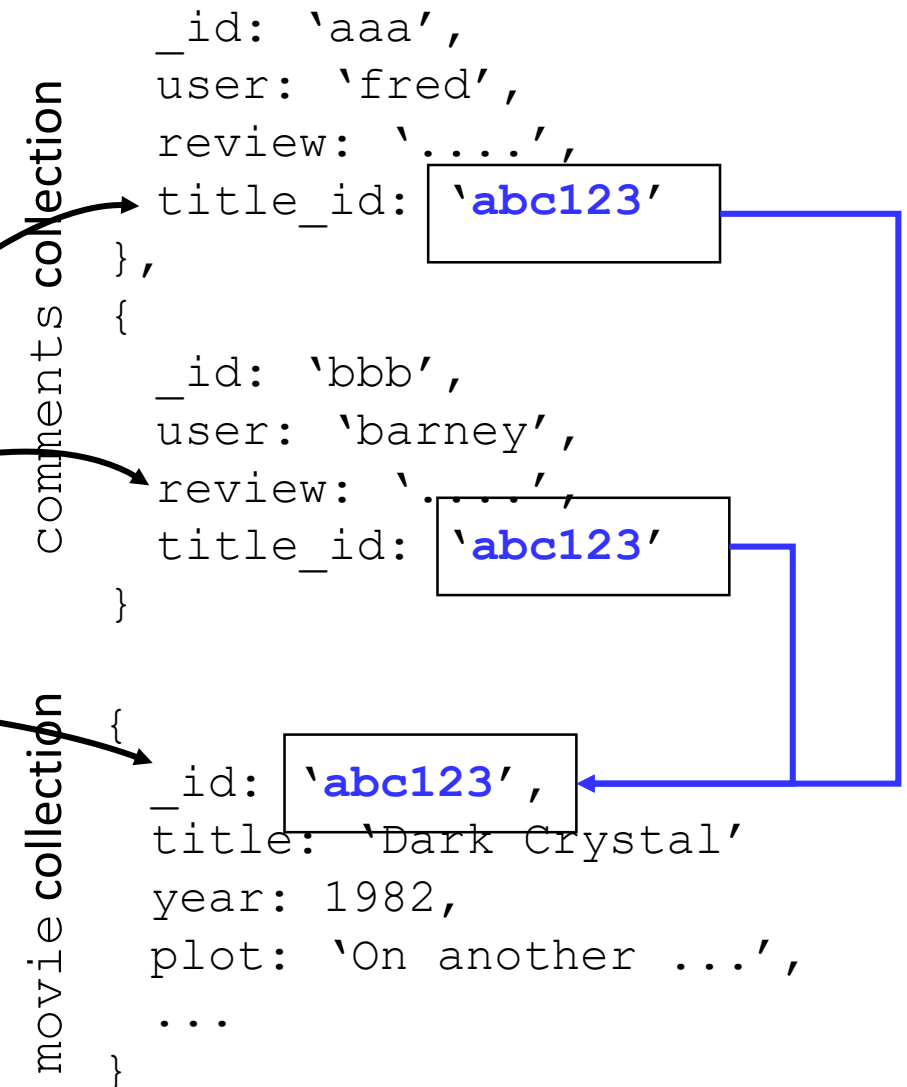 comments collection
_id: ‘aaa’,
user: ‘fred’,
review: ‘....’,
title_id: ‘abc123’
},
{
_id: ‘bbb’,
user: ‘barney’,
review: ‘....’,
title_id: ‘abc123’
}
movie collection
{
_id: ‘abc123’,
title: ‘Dark Crystal’
year: 1982,
plot: ‘On another ...’,
...
}